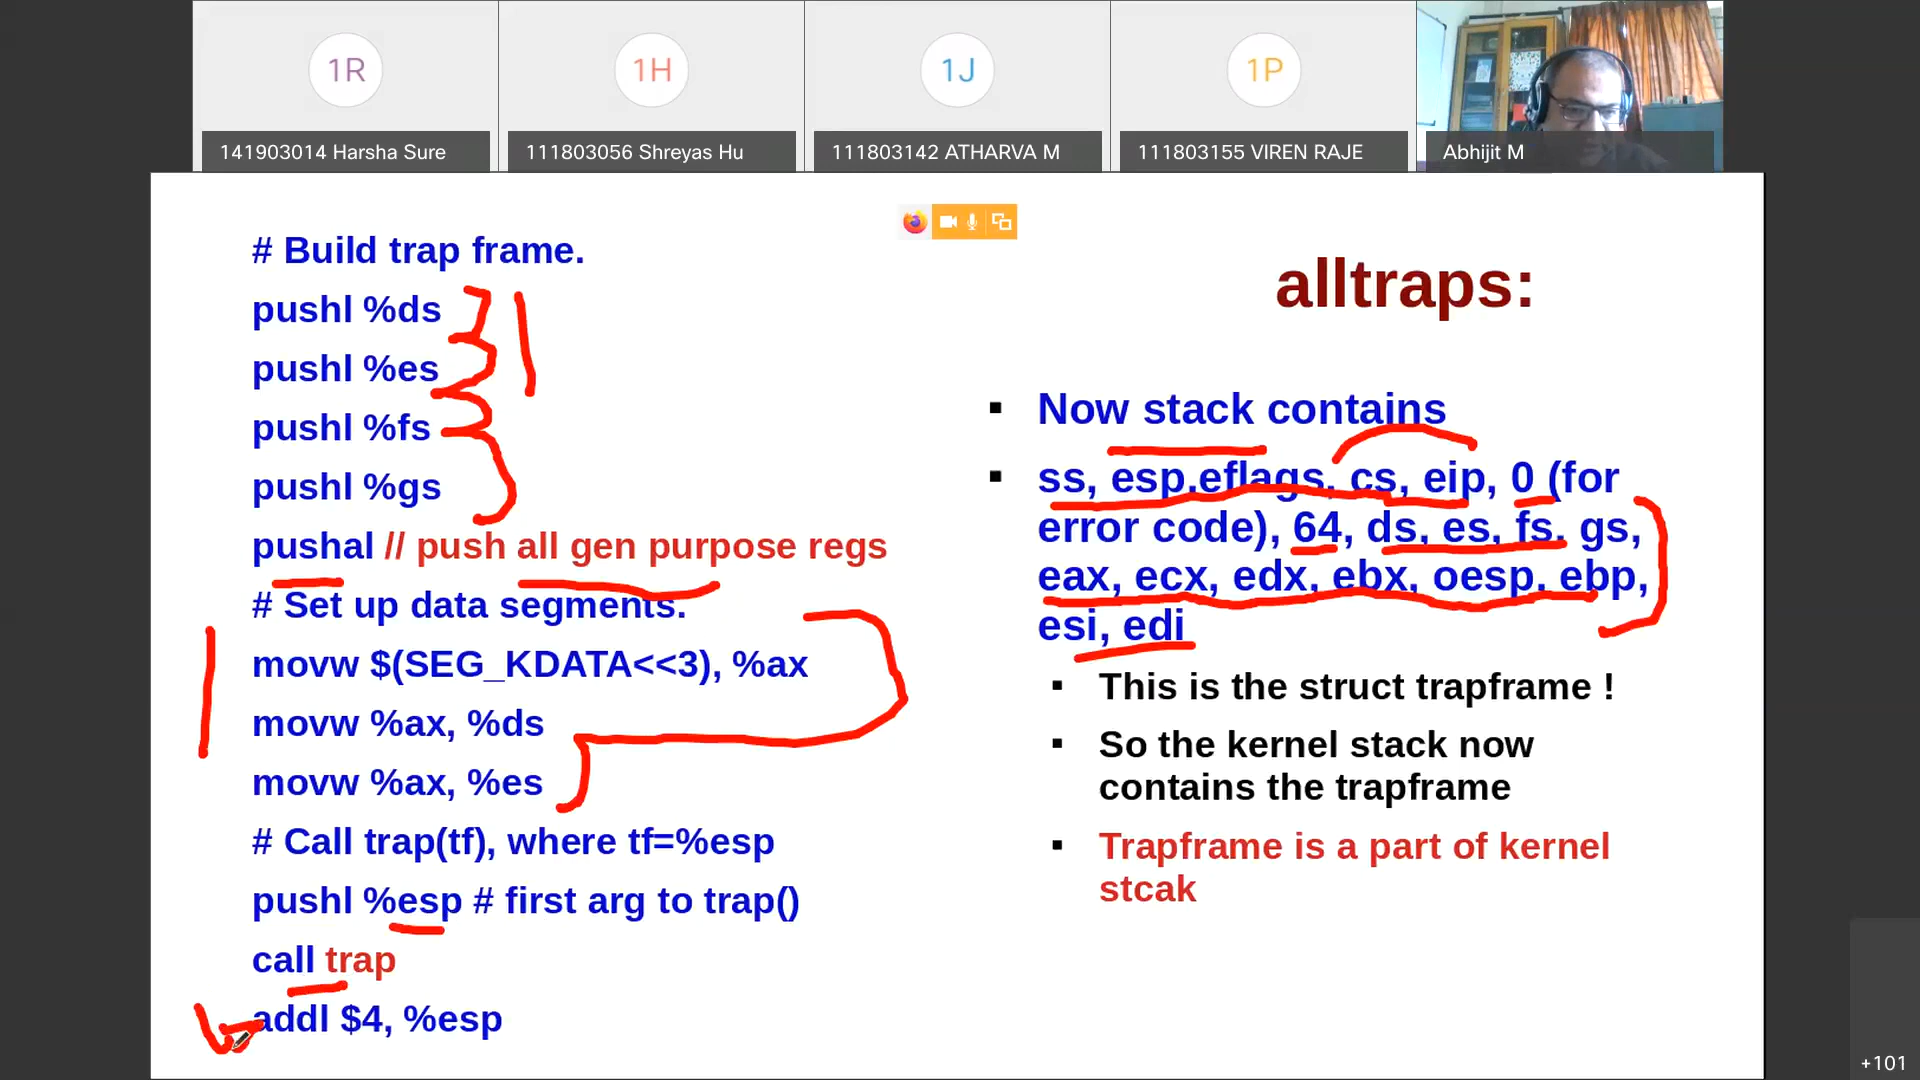 1R
1H
1J
1P
141903014 Harsha Sure
111803056 Shreyas Hu
111803142 ATHARVA M
111803155 VIREN RAJE
Abhijit M
# Build trap frame.
pushl %ds
pushl %es
pushl %fs
pushl %gs
pushal // push all gen purpose regs
# Set up data segments.
movw $(SEG_KDATA<<3), %ax
movw %ax, %ds
movw %ax, %es
# Call trap(tf), where tf=%esp
pushl %esp # first arg to trap()
call trap
addl $4, %esp
alltraps:
Now stack contains
ss, esp,eflags, cs, eip, 0 (for
error code), 64, ds, es, fs, gs,
eax, ecx, edx, ebx, oesp, ebp,
esi, edi
This is the struct trapframe !
So the kernel stack now
contains the trapframe
Trapframe is a part of kernel
stcak
+101